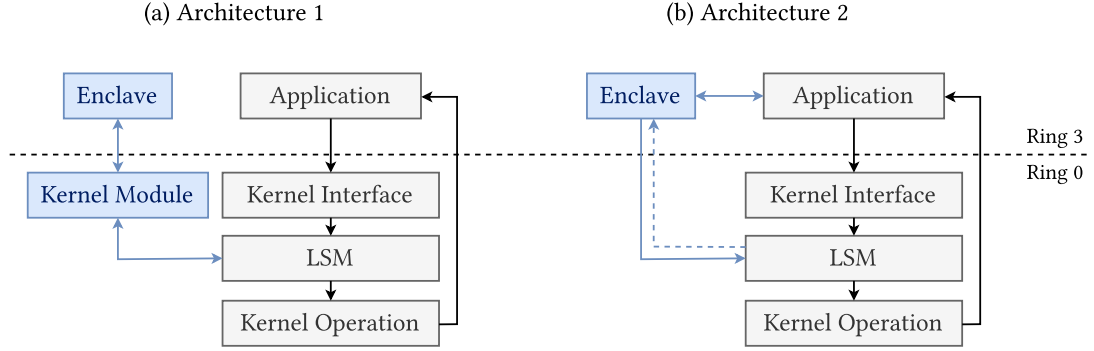 (a) Architecture 1
(b) Architecture 2
Enclave
Application
Enclave
Application
Ring 3
Ring 0
Kernel Module
Kernel Interface
Kernel Interface
LSM
LSM
Kernel Operation
Kernel Operation